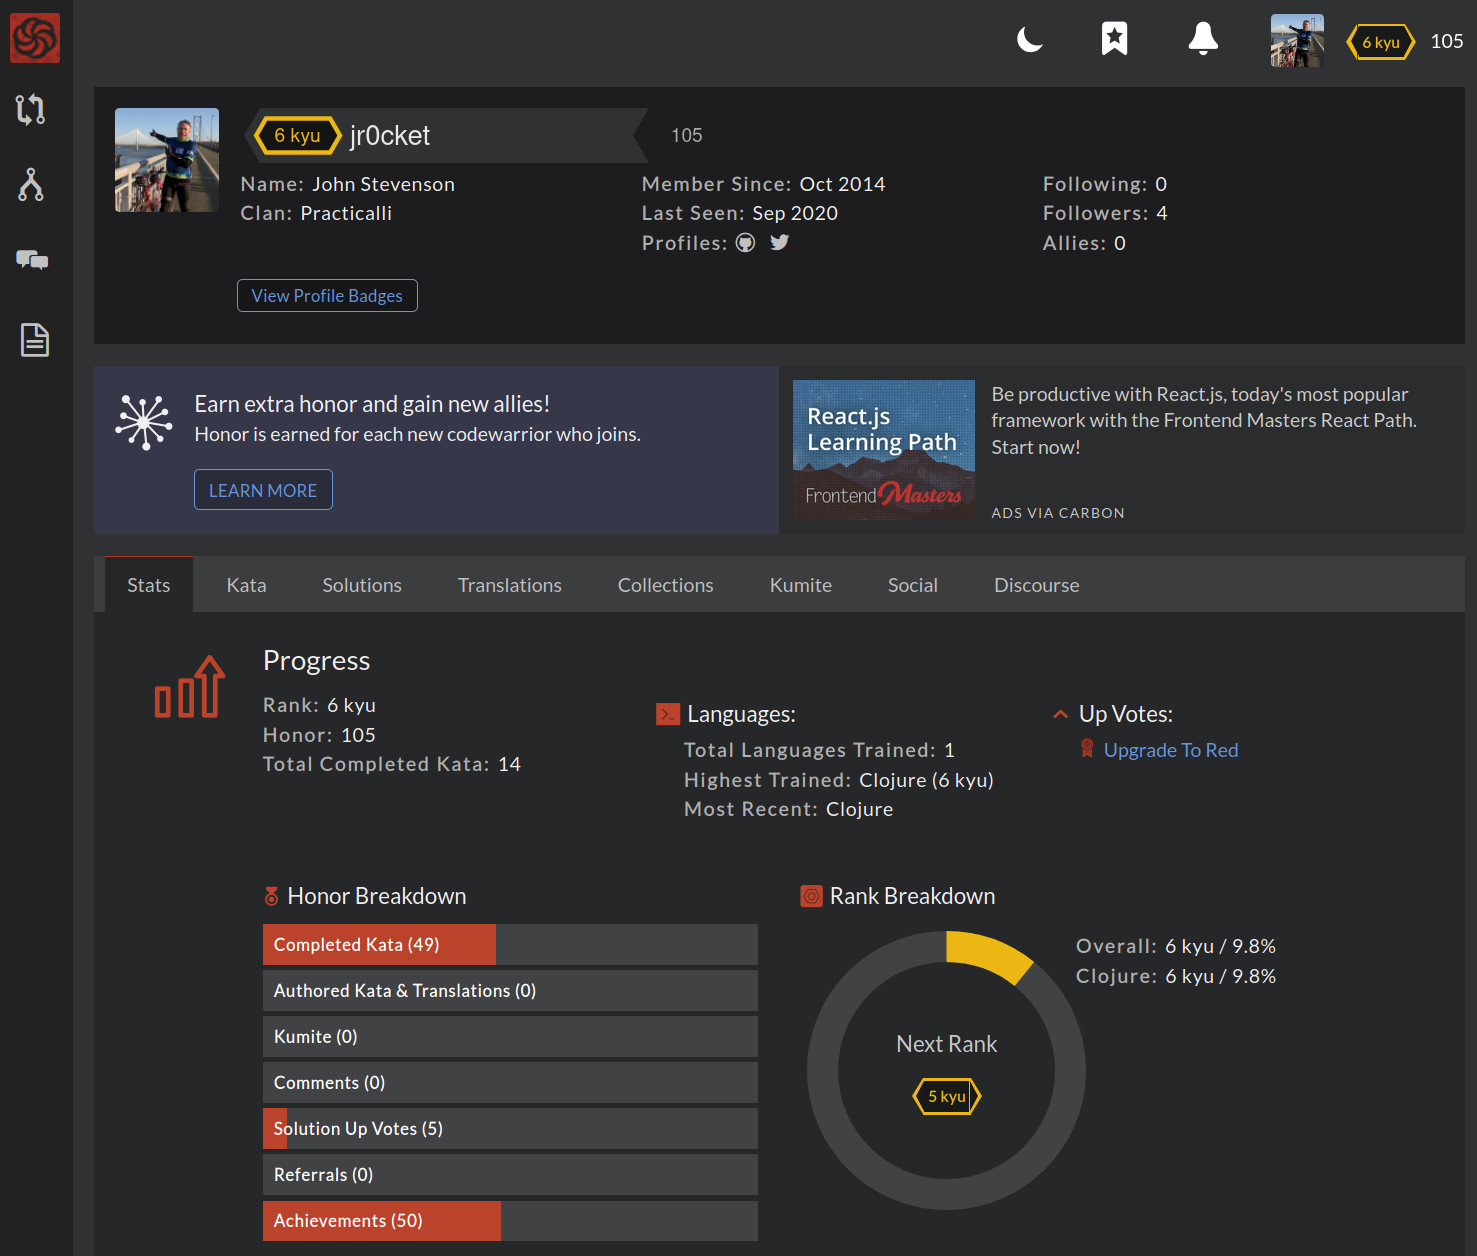 6 kyu 105
6 kyu jr0cket 105
Name: John Stevenson
Clan: Practicalli
Member Since: Oct 2014
Last Seen: Sep 2020
Profiles:
Following: 0
Followers: 4
Allies: 0
View Profile Badges
Earn extra honor and gain new allies!
Honor is earned for each new codewarrior who joins.
LEARN MORE
React.js
Learning Path
Frontend Masters
Be productive with React.js, today's most popular
framework with the Frontend Masters React Path.
Start now!
ADS VIA CARBON
Stats Kata Solutions Translations Collections Kumite Social Discourse
Progress
Rank: 6 kyu
Honor: 105
Total Completed Kata: 14
Languages:
Total Languages Trained: 1
Highest Trained: Clojure (6 kyu)
Most Recent: Clojure
Up Votes:
Upgrade To Red
Honor Breakdown
Completed Kata (49)
Authored Kata & Translations (0)
Kumite (0)
Comments (0)
Solution Up Votes (5)
Referrals (0)
Achievements (50)
Rank Breakdown
Next Rank
5 kyu
Overall: 6 kyu / 9.8%
Clojure: 6 kyu / 9.8%